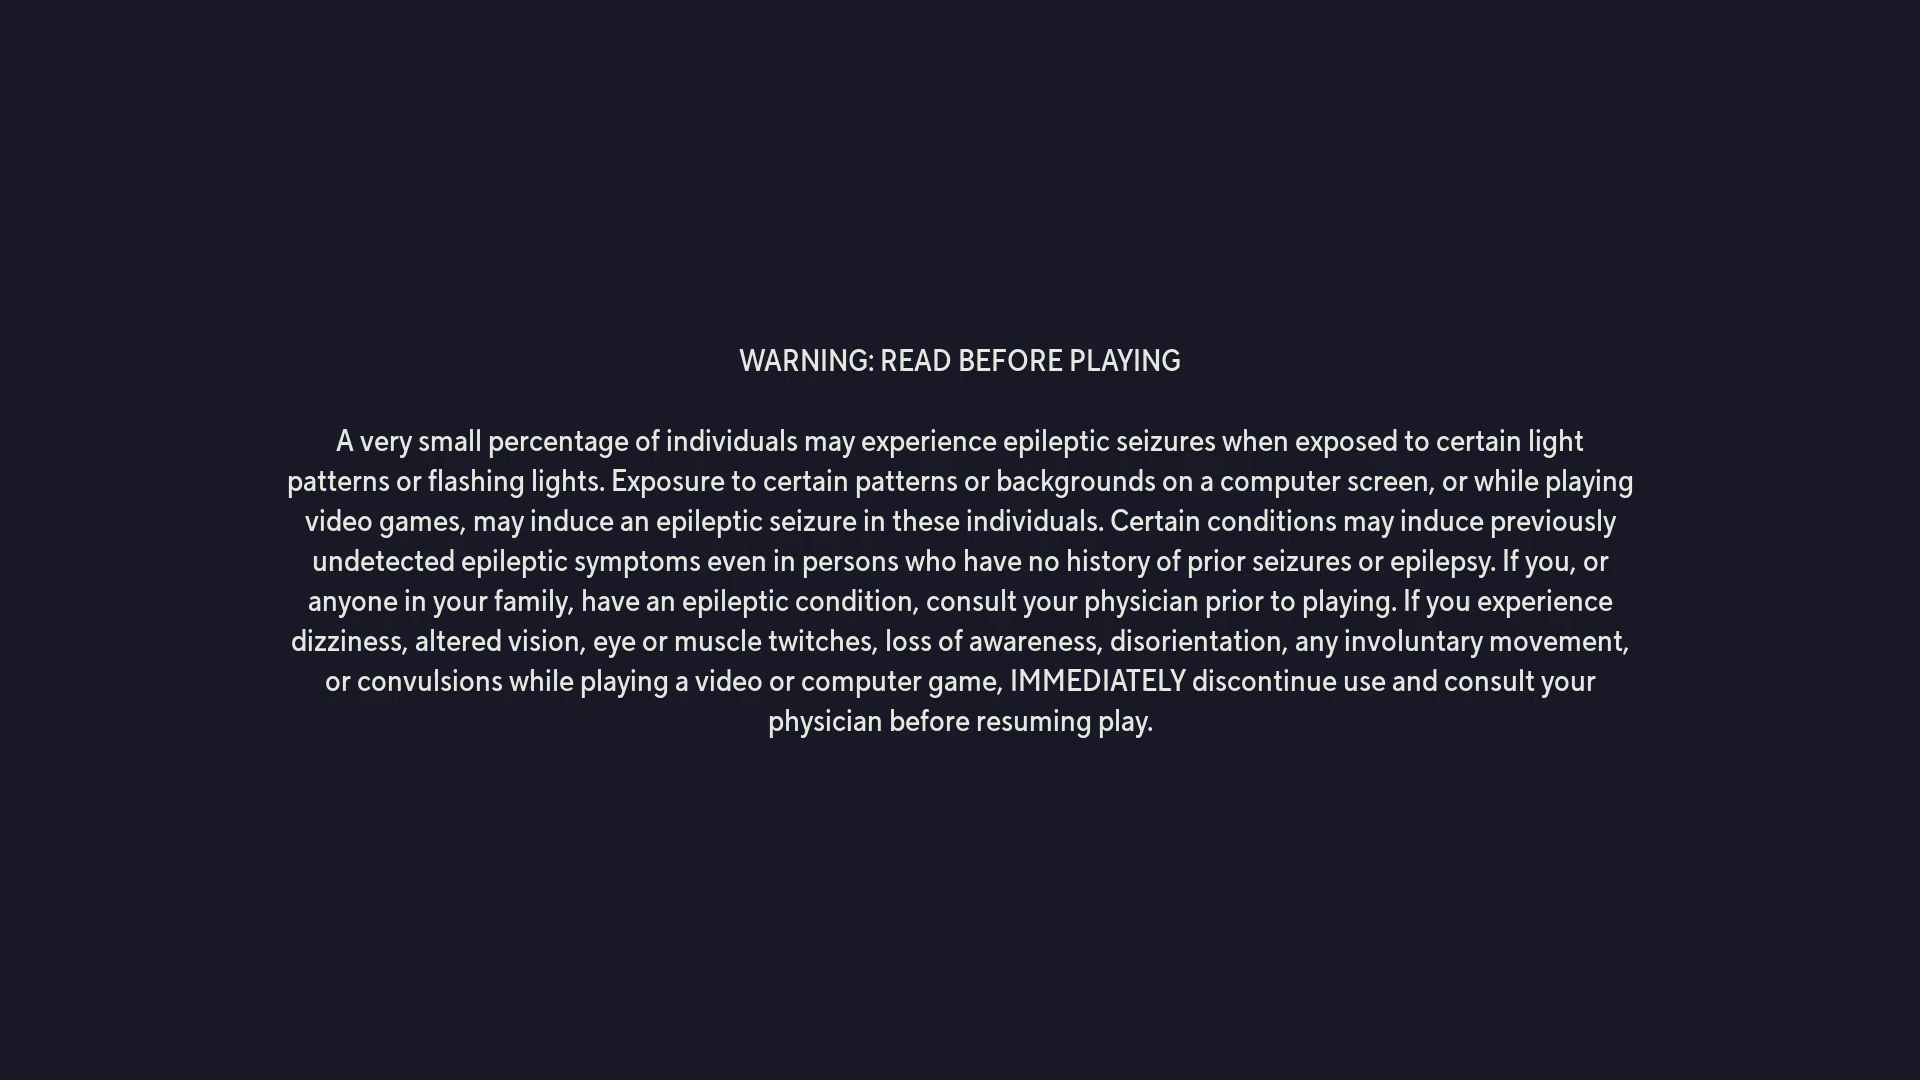 WARNING: READ BEFORE PLAYING
A very small percentage of individuals may experience epileptic seizures when exposed to certain light
patterns or flashing lights. Exposure to certain patterns or backgrounds on a computer screen, or while playing
video games, may induce an epileptic seizure in these individuals. Certain conditions may induce previously
undetected epileptic symptoms even in persons who have no history of prior seizures or epilepsy. If you, or
anyone in your family, have an epileptic condition, consult your physician prior to playing. If you experience
dizziness, altered vision, eye or muscle twitches, loss of awareness, disorientation, any involuntary movement,
or convulsions while playing a video or computer game, IMMEDIATELY discontinue use and consult your
physician before resuming play.